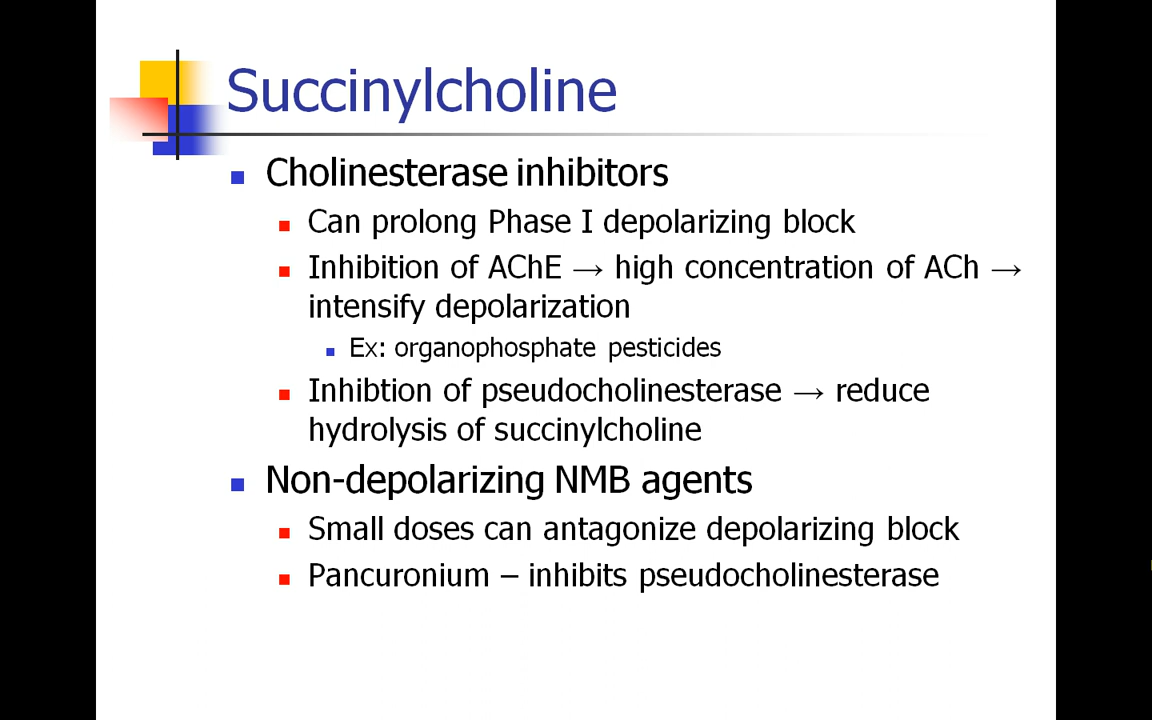 Succinylcholine
Cholinesterase inhibitors
Can prolong Phase I depolarizing block
Inhibition of AChE → high concentration of ACh →
intensify depolarization
Ex: organophosphate pesticides
Inhibtion of pseudocholinesterase → reduce
hydrolysis of succinylcholine
Non-depolarizing NMB agents
Small doses can antagonize depolarizing block
Pancuronium – inhibits pseudocholinesterase